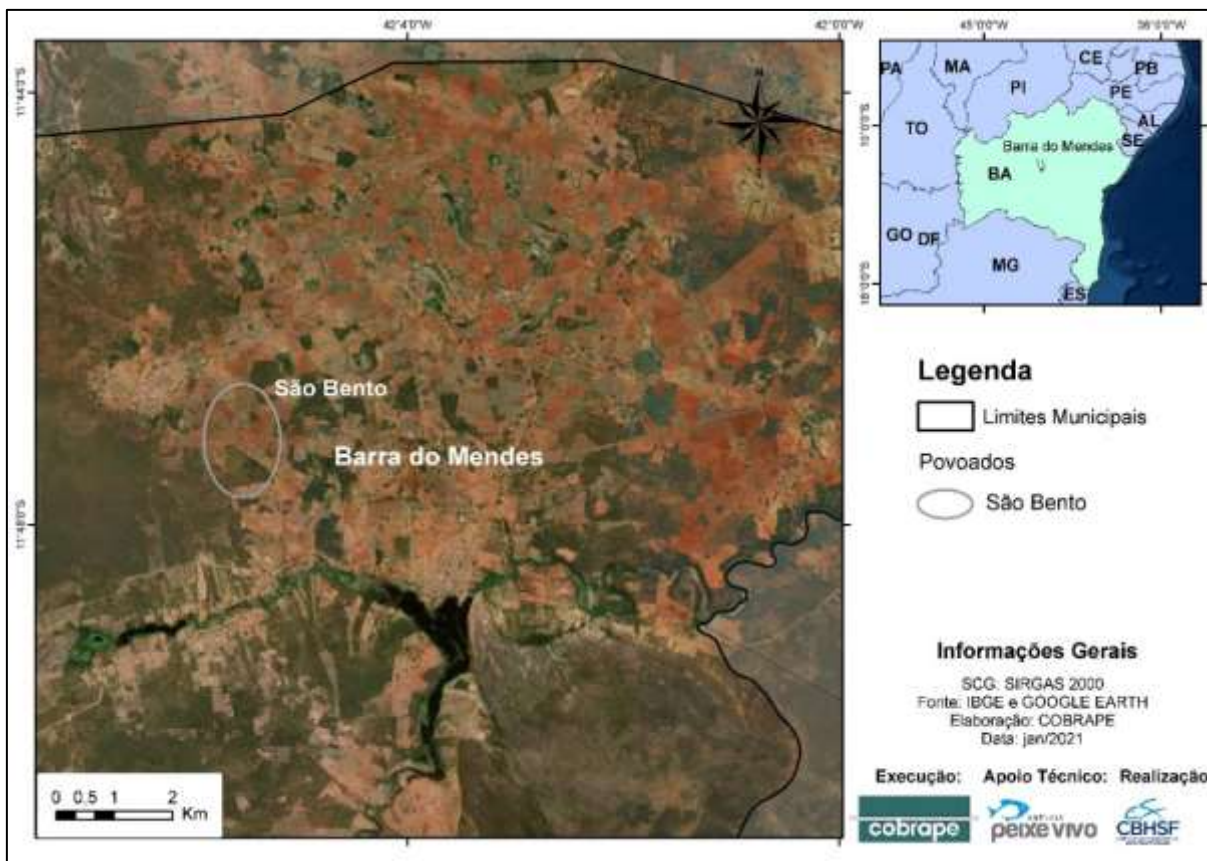 42°4'0"W
42°0'0"W
11°44'0"S
11°48'0"S
N
São Bento
Barra do Mendes
0 0.5 1 2
Km
45°0'0"W
36°0'0"W
10°0'0"S
PA
MA
CE
PB
PI
PE
AL
TO
SE
Barra do Mendes
BA
GO
DF
MG
ES
Legenda
Limites Municipais
Povoados
São Bento
Informações Gerais
SCG: SIRGAS 2000
Fonte: IBGE e GOOGLE EARTH
Elaboração: COBRAPE
Data: jan/2021
Execução: Apoio Técnico: Realização
cobrape
peixe vivo
CBHSF